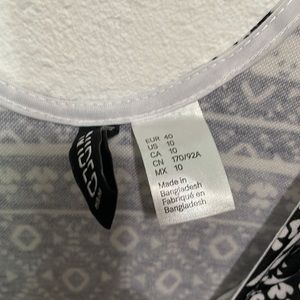 EUR 40
US 10
CA 10
CN 170/92A
MX 10
Made in
Bangladesh
Fabriqué en
Bangladesh